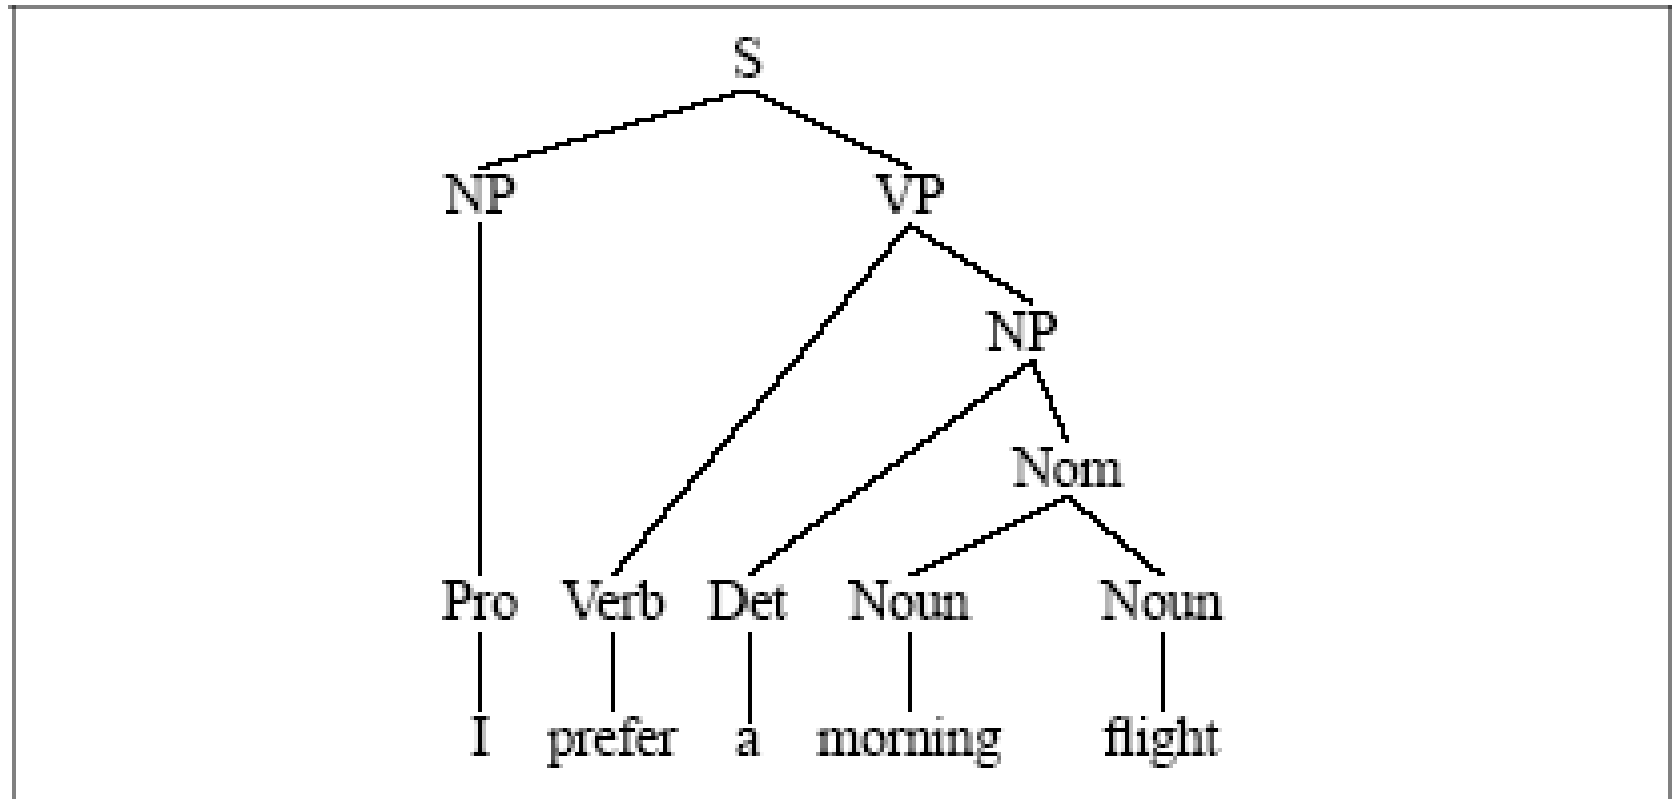 S
NP VP
NP
Nom
Pro Verb Det Noun Noun
I prefer a morning flight